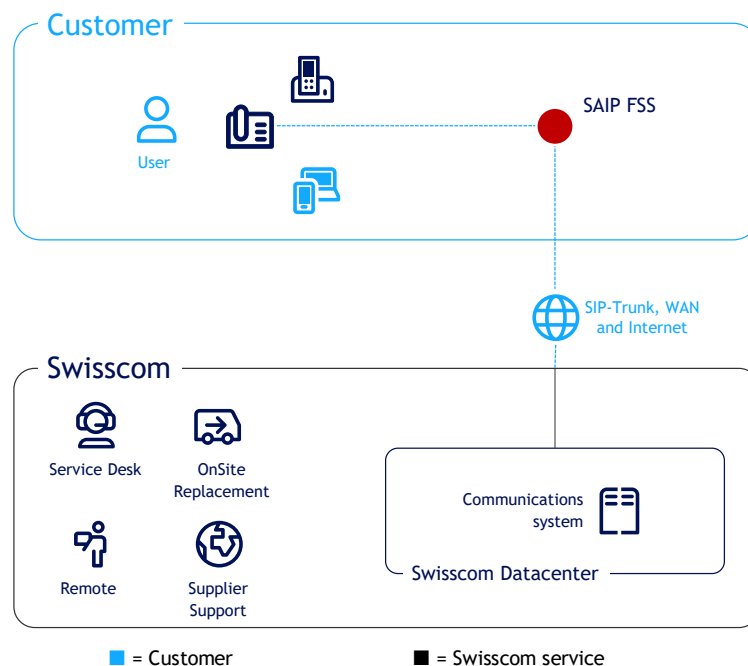 Customer
SAIP FSS
User
SIP-Trunk, WAN
and Internet
Swisscom
Service Desk
OnSite
Replacement
Communications
system
Remote
Supplier
Support
Swisscom Datacenter
= Customer
= Swisscom service